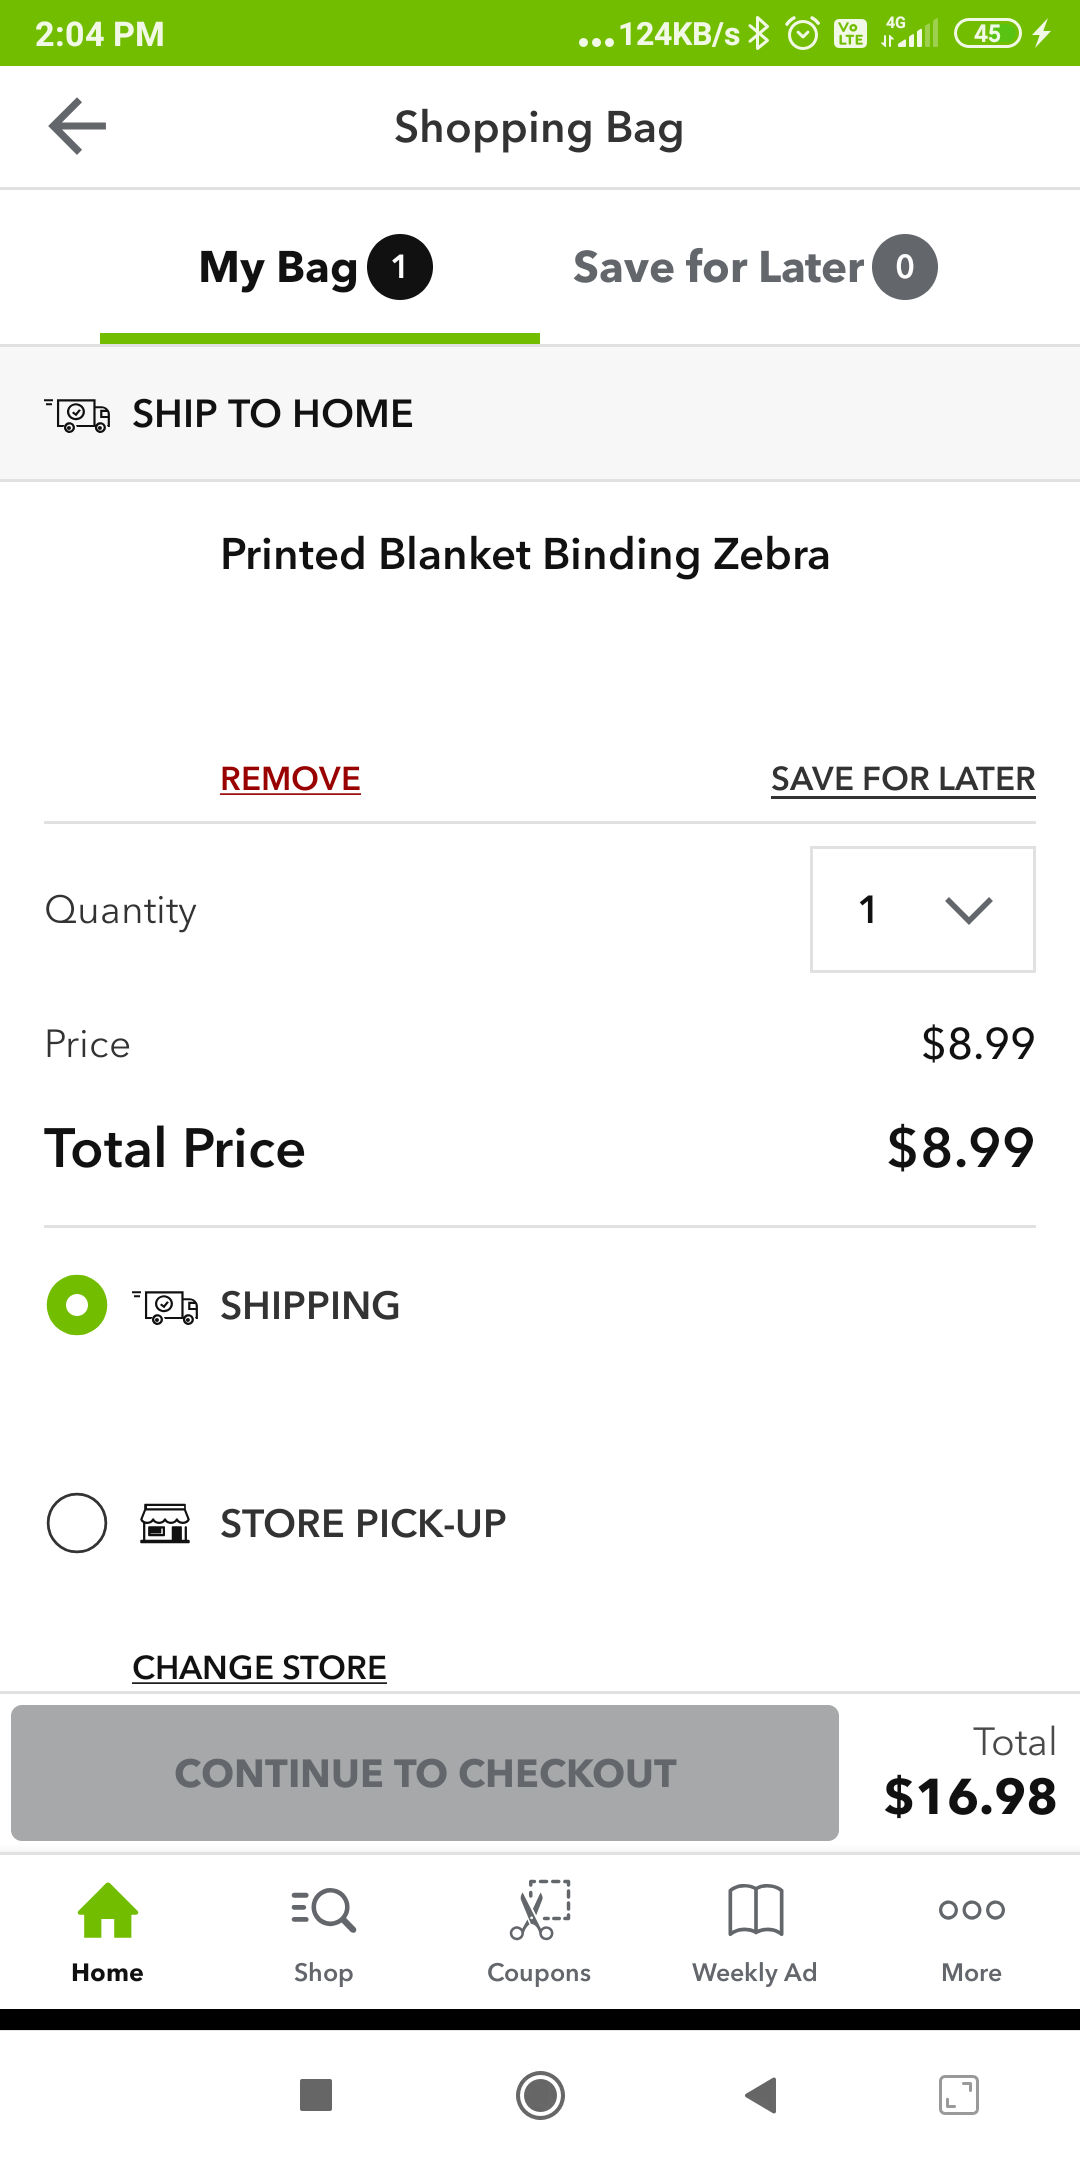 2:04 PM
...124KB/s Vo LTE 4G 45
Shopping Bag
My Bag 1
Save for Later 0
SHIP TO HOME
Printed Blanket Binding Zebra
REMOVE
SAVE FOR LATER
Quantity
1
Price
$8.99
Total Price
$8.99
SHIPPING
STORE PICK-UP
CHANGE STORE
CONTINUE TO CHECKOUT
Total
$16.98
Home
Shop
Coupons
Weekly Ad
More